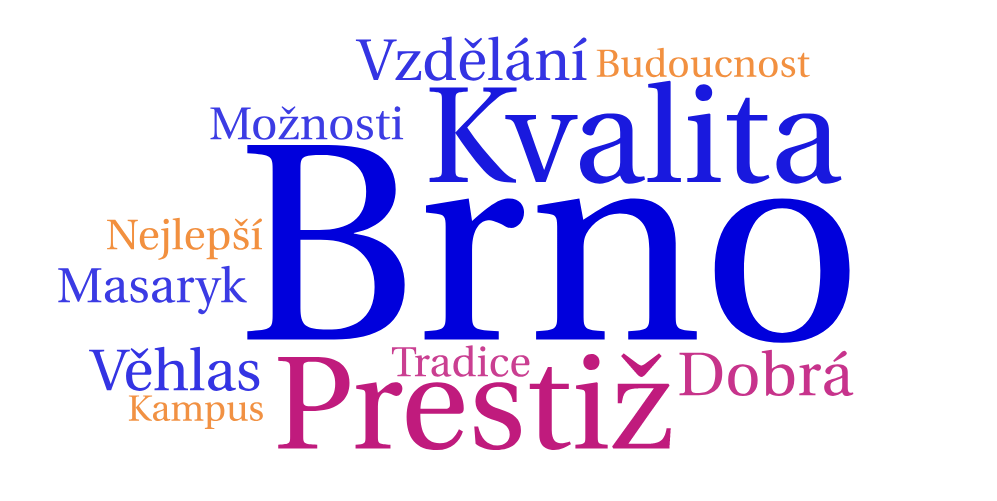 Vzdělání
Budoucnost
Možnosti
Kvalita
Brno
Nejlepší
Masaryk
Věhlas
Tradice
Dobrá
Prestiž
Kampus